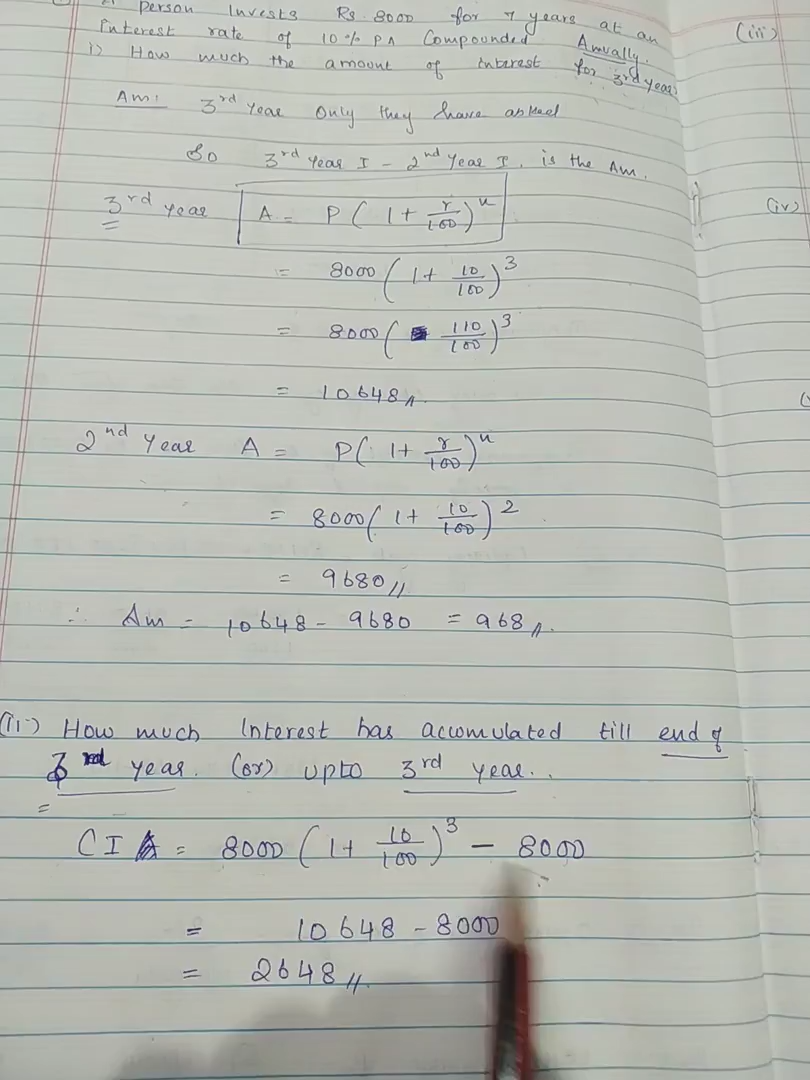 A person Invests Rs. 8000 for 7 years at an
Interest rate of 10% PA Compounded Annually.
i) How much the amount of interest for 3rd year.
Ans: 3rd Year Only they have asked
So 3rd Year I - 2nd Year I. is the Ans.
3rd year A = P ( 1 + r/100 )^n
= 8000 ( 1 + 10/100 )^3
= 8000 ( 110/100 )^3
= 10648 //.
2nd Year A = P ( 1 + r/100 )^n
= 8000 ( 1 + 10/100 )^2
= 9680 //
∴ Ans = 10648 - 9680 = 968 //.
(ii) How much Interest has accomulated till end of
3rd year. (or) upto 3rd year..
=
CI = 8000 ( 1 + 10/100 )^3 - 8000
= 10648 - 8000
= 2648 //.
(iii)
(iv)